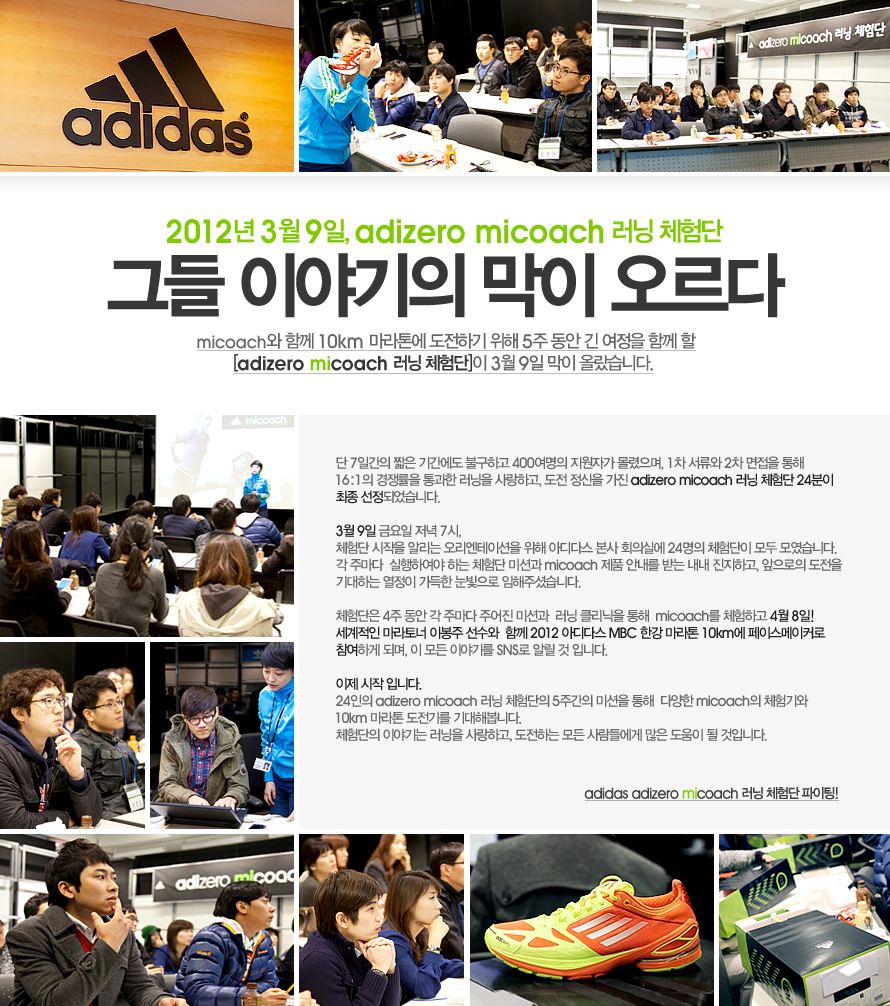 adidas
adizero micoach 러닝 체험단
2012년 3월 9일, adizero micoach 러닝 체험단
그들 이야기의 막이 오르다
micoach와 함께 10km 마라톤에 도전하기 위해 5주 동안 긴 여정을 함께 할
[adizero micoach 러닝 체험단]이 3월 9일 막이 올랐습니다.
micoach
단 7일간의 짧은 기간에도 불구하고 400여명의 지원자가 몰렸으며, 1차 서류와 2차 면접을 통해
16:1의 경쟁률을 통과한 러닝을 사랑하고, 도전 정신을 가진 adizero micoach 러닝 체험단 24분이
최종 선정되었습니다.
3월 9일 금요일 저녁 7시,
체험단 시작을 알리는 오리엔테이션을 위해 아디다스 본사 회의실에 24명의 체험단이 모두 모였습니다.
각 주마다 실행하여야 하는 체험단 미션과 micoach 제품 안내를 받는 내내 진지하고, 앞으로의 도전을
기대하는 열정이 가득한 눈빛으로 임해주셨습니다.
체험단은 4주 동안 각 주마다 주어진 미션과 러닝 클리닉을 통해 micoach를 체험하고 4월 8일!
세계적인 마라토너 이봉주 선수와 함께 2012 아디다스 MBC 한강 마라톤 10km에 페이스메이커로
참여하게 되며, 이 모든 이야기를 SNS로 알릴 것 입니다.
이제 시작 입니다.
24인의 adizero micoach 러닝 체험단의 5주간의 미션을 통해 다양한 micoach의 체험기와
10km 마라톤 도전기를 기대해봅니다.
체험단의 이야기는 러닝을 사랑하고, 도전하는 모든 사람들에게 많은 도움이 될 것입니다.
adidas adizero micoach 러닝 체험단 파이팅!
adizero micoac